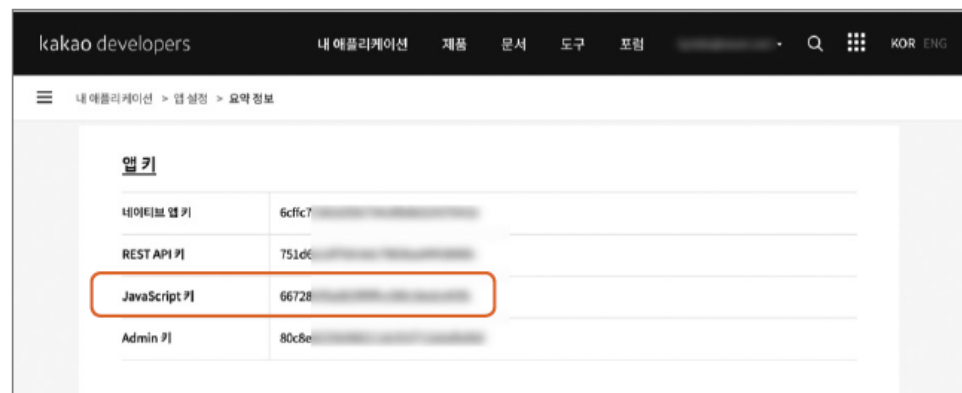 kakao developers 내 애플리케이션 제품 문서 도구 포럼 KOR ENG
내 애플리케이션 > 앱 설정 > 요약 정보
앱 키
네이티브 앱 키 6cffc7
REST API 키 751d6
JavaScript 키 66728
Admin 키 80c8e